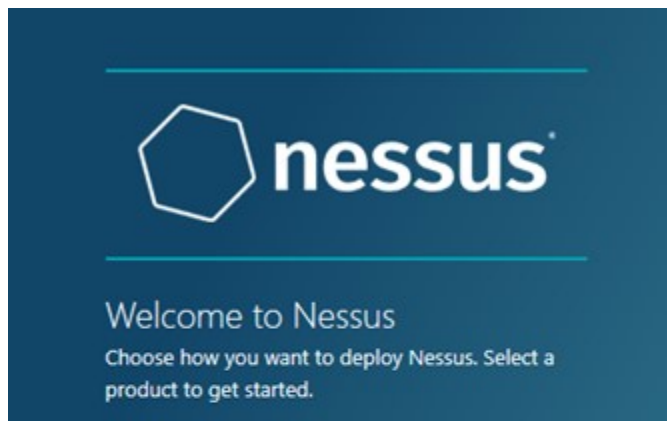 nessus
Welcome to Nessus
Choose how you want to deploy Nessus. Select a
product to get started.